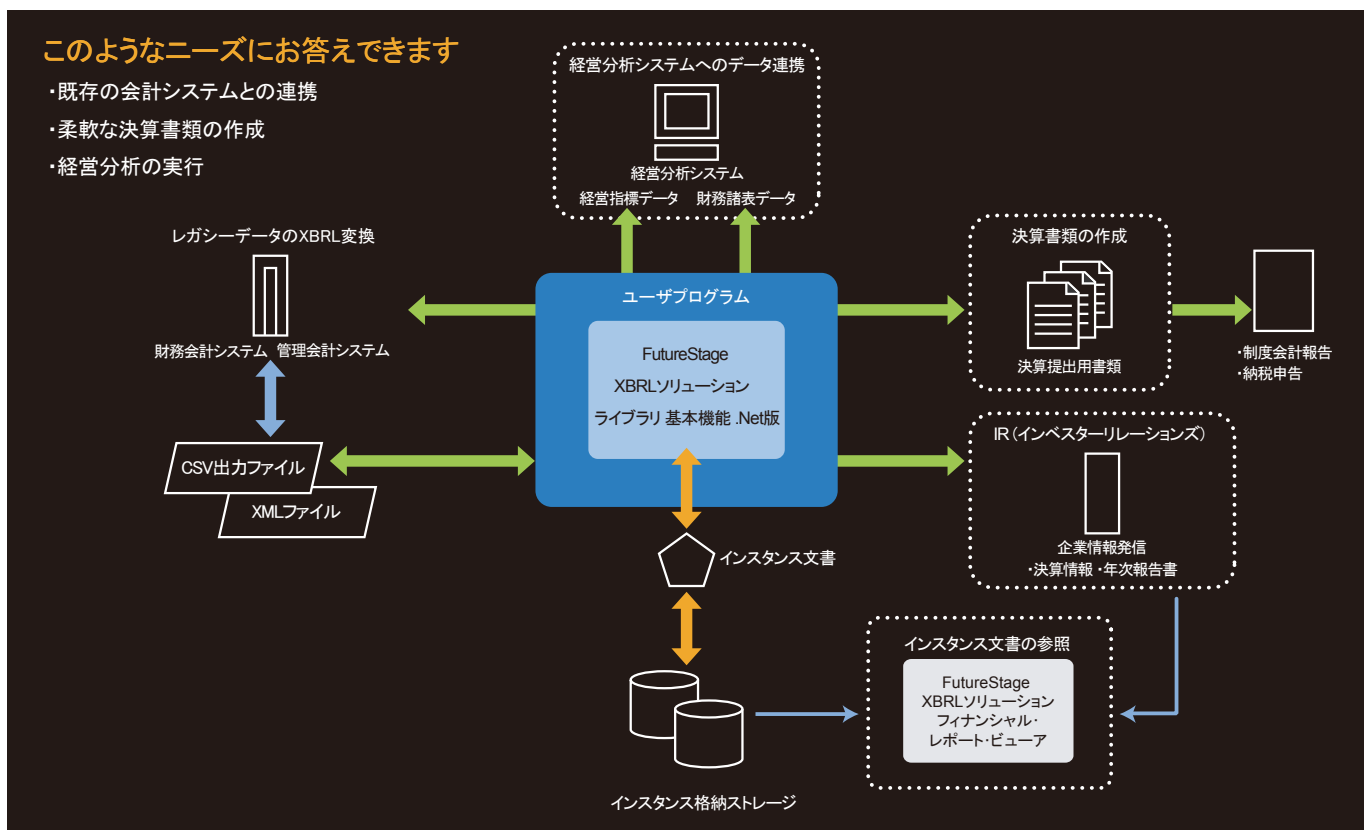 このようなニーズにお答えできます
・既存の会計システムとの連携
・柔軟な決算書類の作成
・経営分析の実行
経営分析システムへのデータ連携
経営分析システム
経営指標データ 財務諸表データ
レガシーデータのXBRL変換
財務会計システム 管理会計システム
CSV出力ファイル
XMLファイル
ユーザプログラム
FutureStage
XBRLソリューション
ライブラリ 基本機能 .Net版
決算書類の作成
決算提出用書類
・制度会計報告
・納税申告
IR（インベスターリレーションズ）
企業情報発信
・決算情報・年次報告書
インスタンス文書
インスタンス格納ストレージ
インスタンス文書の参照
FutureStage
XBRLソリューション
フィナンシャル・
レポート・ビューア